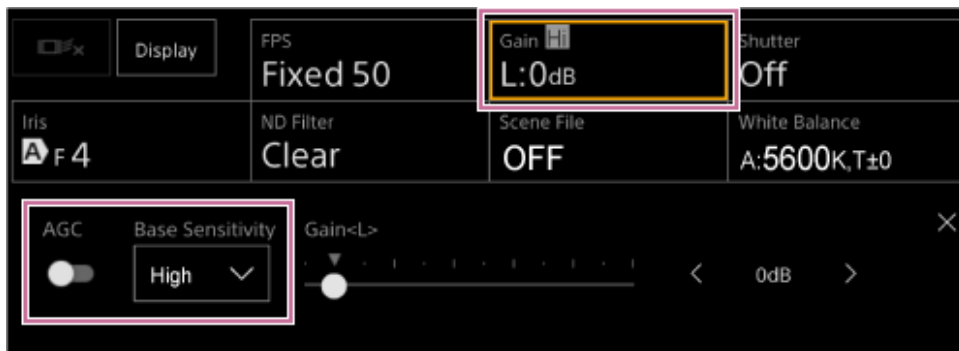 Display
FPS
Fixed 50
Gain Hi
L:0dB
Shutter
Off
Iris
A F4
ND Filter
Clear
Scene File
OFF
White Balance
A:5600K,T±0
AGC
Base Sensitivity
High
Gain<L>
0dB